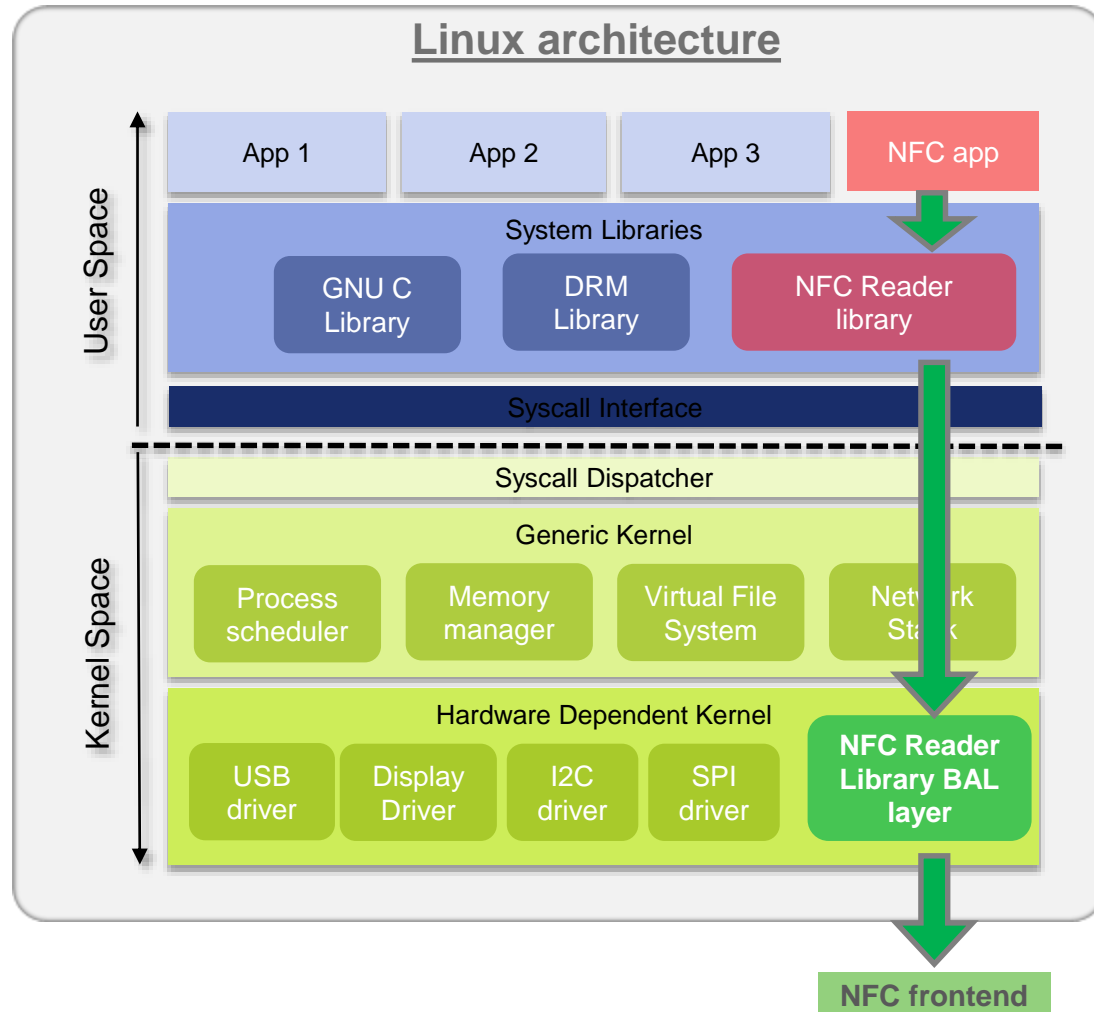 Linux architecture
User Space
App 1
App 2
App 3
NFC app
System Libraries
GNU C
Library
DRM
Library
NFC Reader
library
Syscall Interface
Kernel Space
Syscall Dispatcher
Generic Kernel
Process
scheduler
Memory
manager
Virtual File
System
Network
Stack
Hardware Dependent Kernel
USB
driver
Display
Driver
I2C
driver
SPI
driver
NFC Reader
Library BAL
layer
NFC frontend